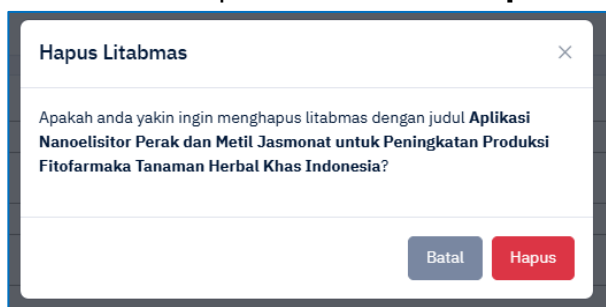 Hapus Litabmas
Apakah anda yakin ingin menghapus litabmas dengan judul Aplikasi
Nanoelisitor Perak dan Metil Jasmonat untuk Peningkatan Produksi
Fitofarmaka Tanaman Herbal Khas Indonesia?
Batal Hapus